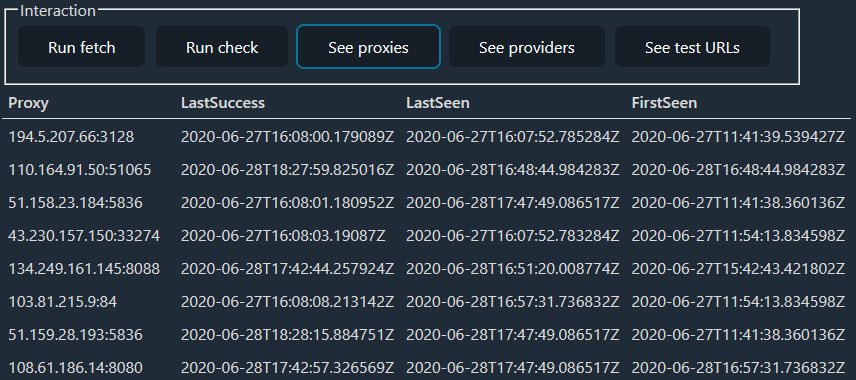 Interaction
Run fetch Run check See proxies See providers See test URLs
Proxy LastSuccess LastSeen FirstSeen
194.5.207.66:3128 2020-06-27T16:08:00.179089Z 2020-06-27T16:07:52.785284Z 2020-06-27T11:41:39.539427Z
110.164.91.50:51065 2020-06-28T18:27:59.825016Z 2020-06-28T16:48:44.984283Z 2020-06-28T16:48:44.984283Z
51.158.23.184:5836 2020-06-27T16:08:01.180952Z 2020-06-28T17:47:49.086517Z 2020-06-27T11:41:38.360136Z
43.230.157.150:33274 2020-06-27T16:08:03.19087Z 2020-06-27T16:07:52.783284Z 2020-06-27T11:54:13.834598Z
134.249.161.145:8088 2020-06-28T17:42:44.257924Z 2020-06-28T16:51:20.008774Z 2020-06-27T15:42:43.421802Z
103.81.215.9:84 2020-06-27T16:08:08.213142Z 2020-06-28T16:57:31.736832Z 2020-06-27T11:54:13.834598Z
51.159.28.193:5836 2020-06-28T18:28:15.884751Z 2020-06-28T17:47:49.086517Z 2020-06-27T11:41:38.360136Z
108.61.186.14:8080 2020-06-28T17:42:57.326569Z 2020-06-28T17:47:49.086517Z 2020-06-28T16:57:31.736832Z